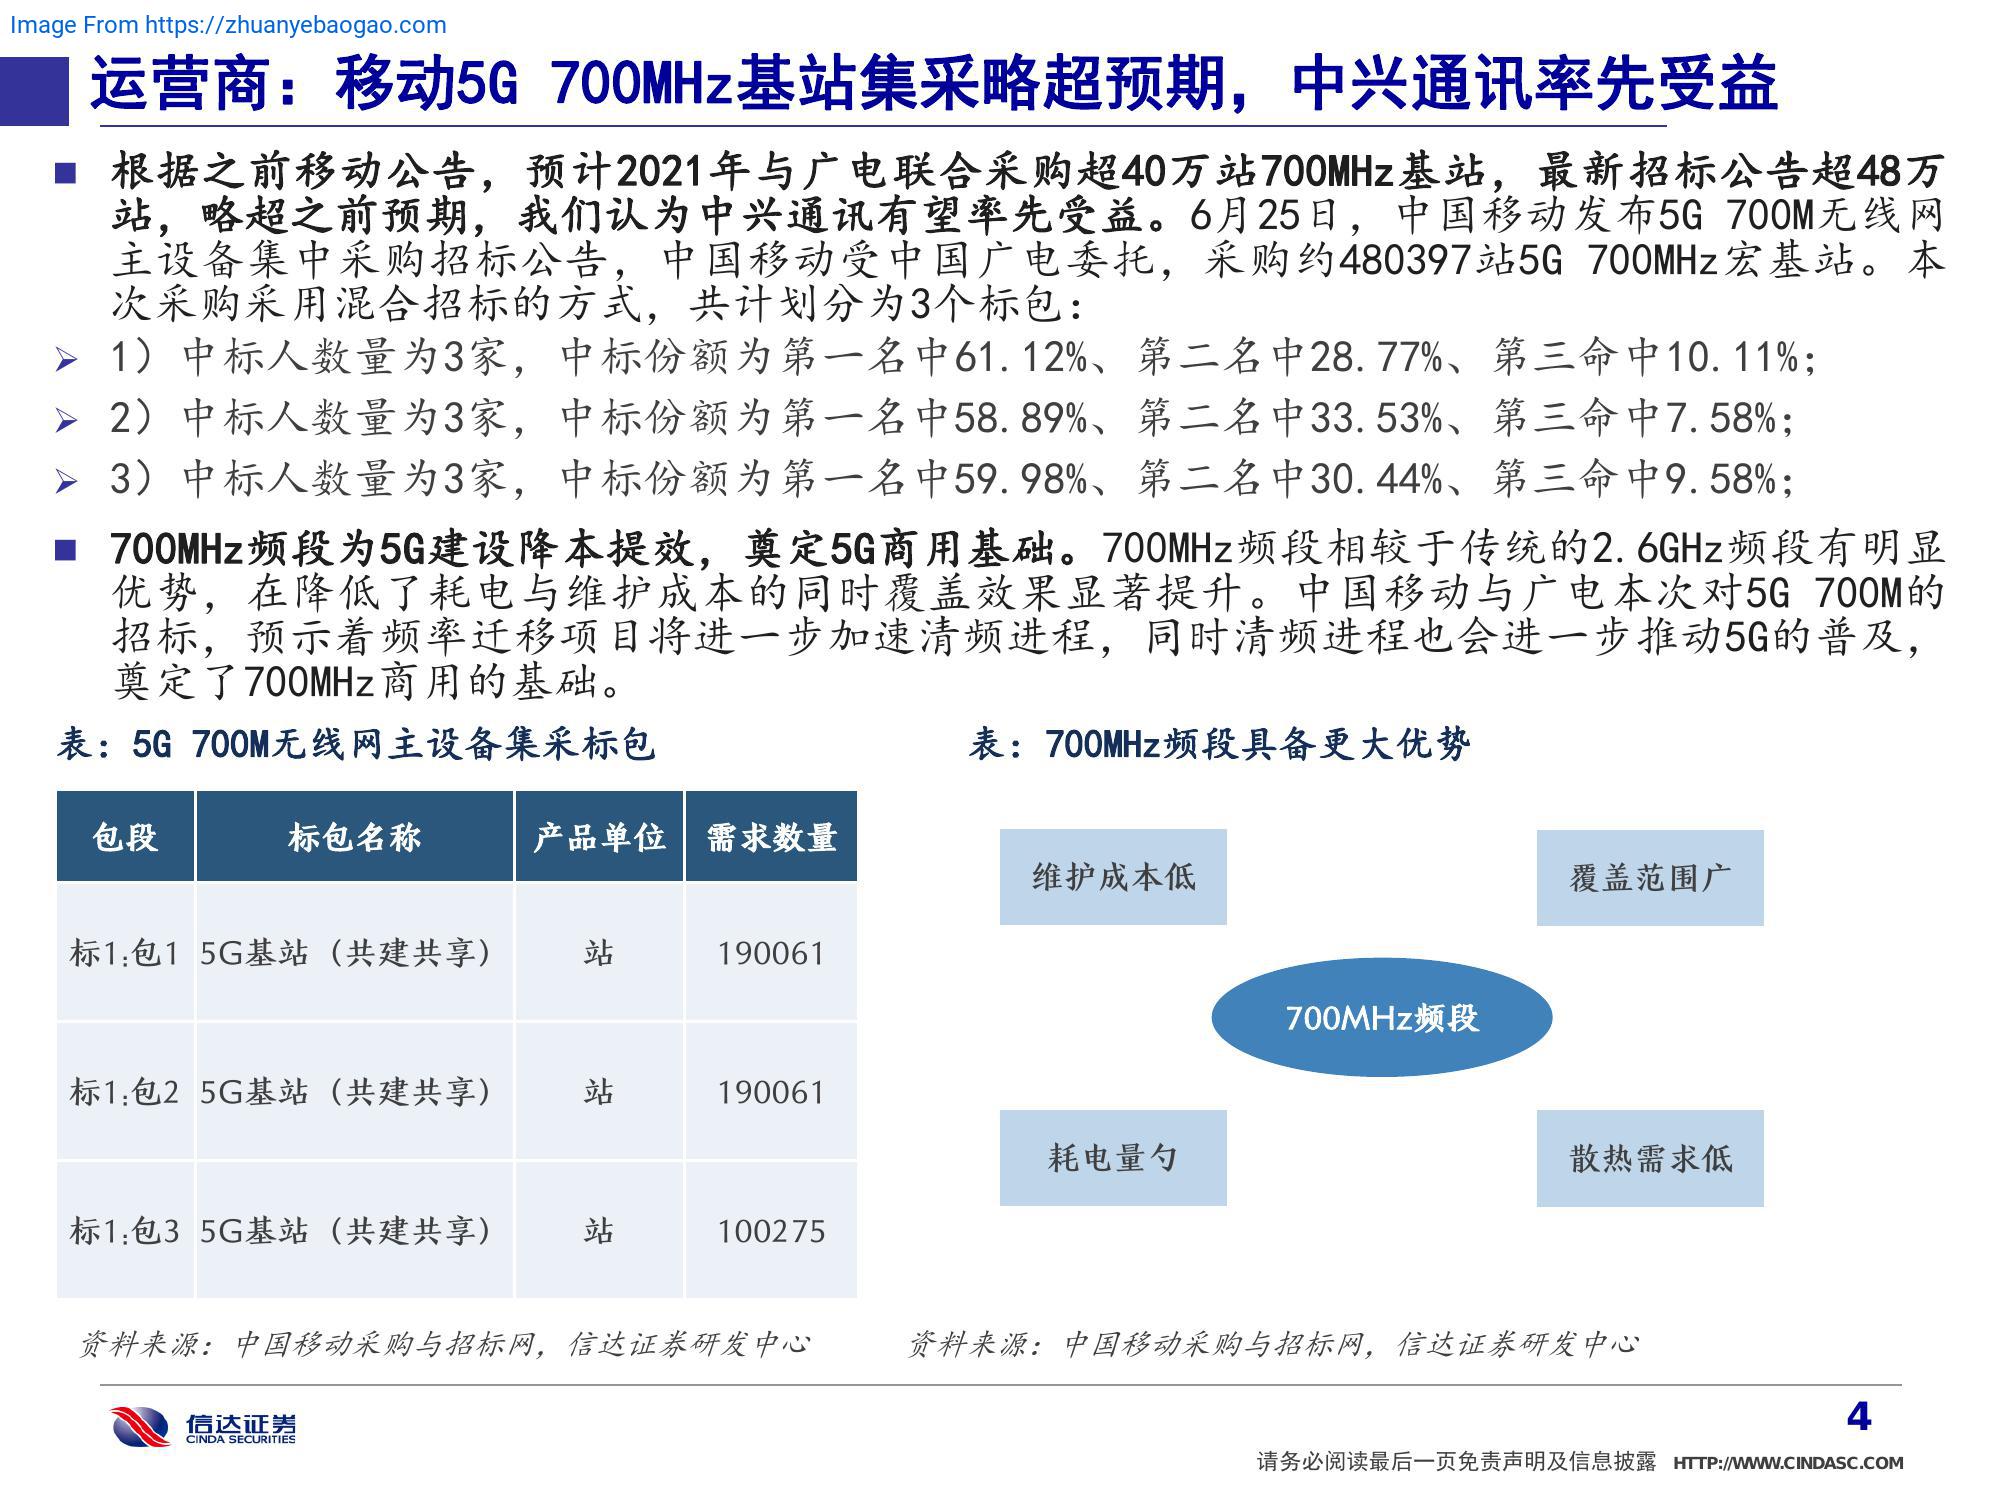 Image From https://zhuanyebaogao.com
运营商：移动5G 700MHz基站集采略超预期，中兴通讯率先受益
■ 根据之前移动公告，预计2021年与广电联合采购超40万站700MHz基站，最新招标公告超48万
站，略超之前预期，我们认为中兴通讯有望率先受益。6月25日，中国移动发布5G 700M无线网
主设备集中采购招标公告，中国移动受中国广电委托，采购约480397站5G 700MHz宏基站。本
次采购采用混合招标的方式，共计划分为3个标包：
➢ 1）中标人数量为3家，中标份额为第一名中61.12%、第二名中28.77%、第三命中10.11%；
➢ 2）中标人数量为3家，中标份额为第一名中58.89%、第二名中33.53%、第三命中7.58%；
➢ 3）中标人数量为3家，中标份额为第一名中59.98%、第二名中30.44%、第三命中9.58%；
■ 700MHz频段为5G建设降本提效，奠定5G商用基础。700MHz频段相较于传统的2.6GHz频段有明显
优势，在降低了耗电与维护成本的同时覆盖效果显著提升。中国移动与广电本次对5G 700M的
招标，预示着频率迁移项目将进一步加速清频进程，同时清频进程也会进一步推动5G的普及，
奠定了700MHz商用的基础。
表：5G 700M无线网主设备集采标包
包段 标包名称 产品单位 需求数量
标1:包1 5G基站（共建共享） 站 190061
标1:包2 5G基站（共建共享） 站 190061
标1:包3 5G基站（共建共享） 站 100275
资料来源：中国移动采购与招标网，信达证券研发中心
表：700MHz频段具备更大优势
维护成本低
覆盖范围广
700MHz频段
耗电量勺
散热需求低
资料来源：中国移动采购与招标网，信达证券研发中心
信达证券
CINDA SECURITIES
4
请务必阅读最后一页免责声明及信息披露 HTTP://WWW.CINDASC.COM